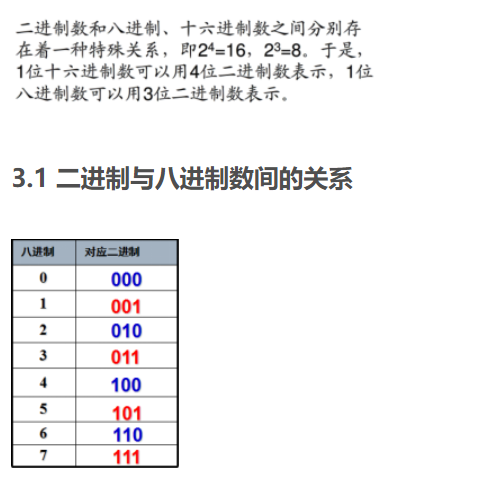 二进制数和八进制、十六进制数之间分别存
在着一种特殊关系，即2⁴=16，2³=8。于是，
1位十六进制数可以用4位二进制数表示，1位
八进制数可以用3位二进制数表示。
3.1 二进制与八进制数间的关系
八进制 对应二进制
0 000
1 001
2 010
3 011
4 100
5 101
6 110
7 111